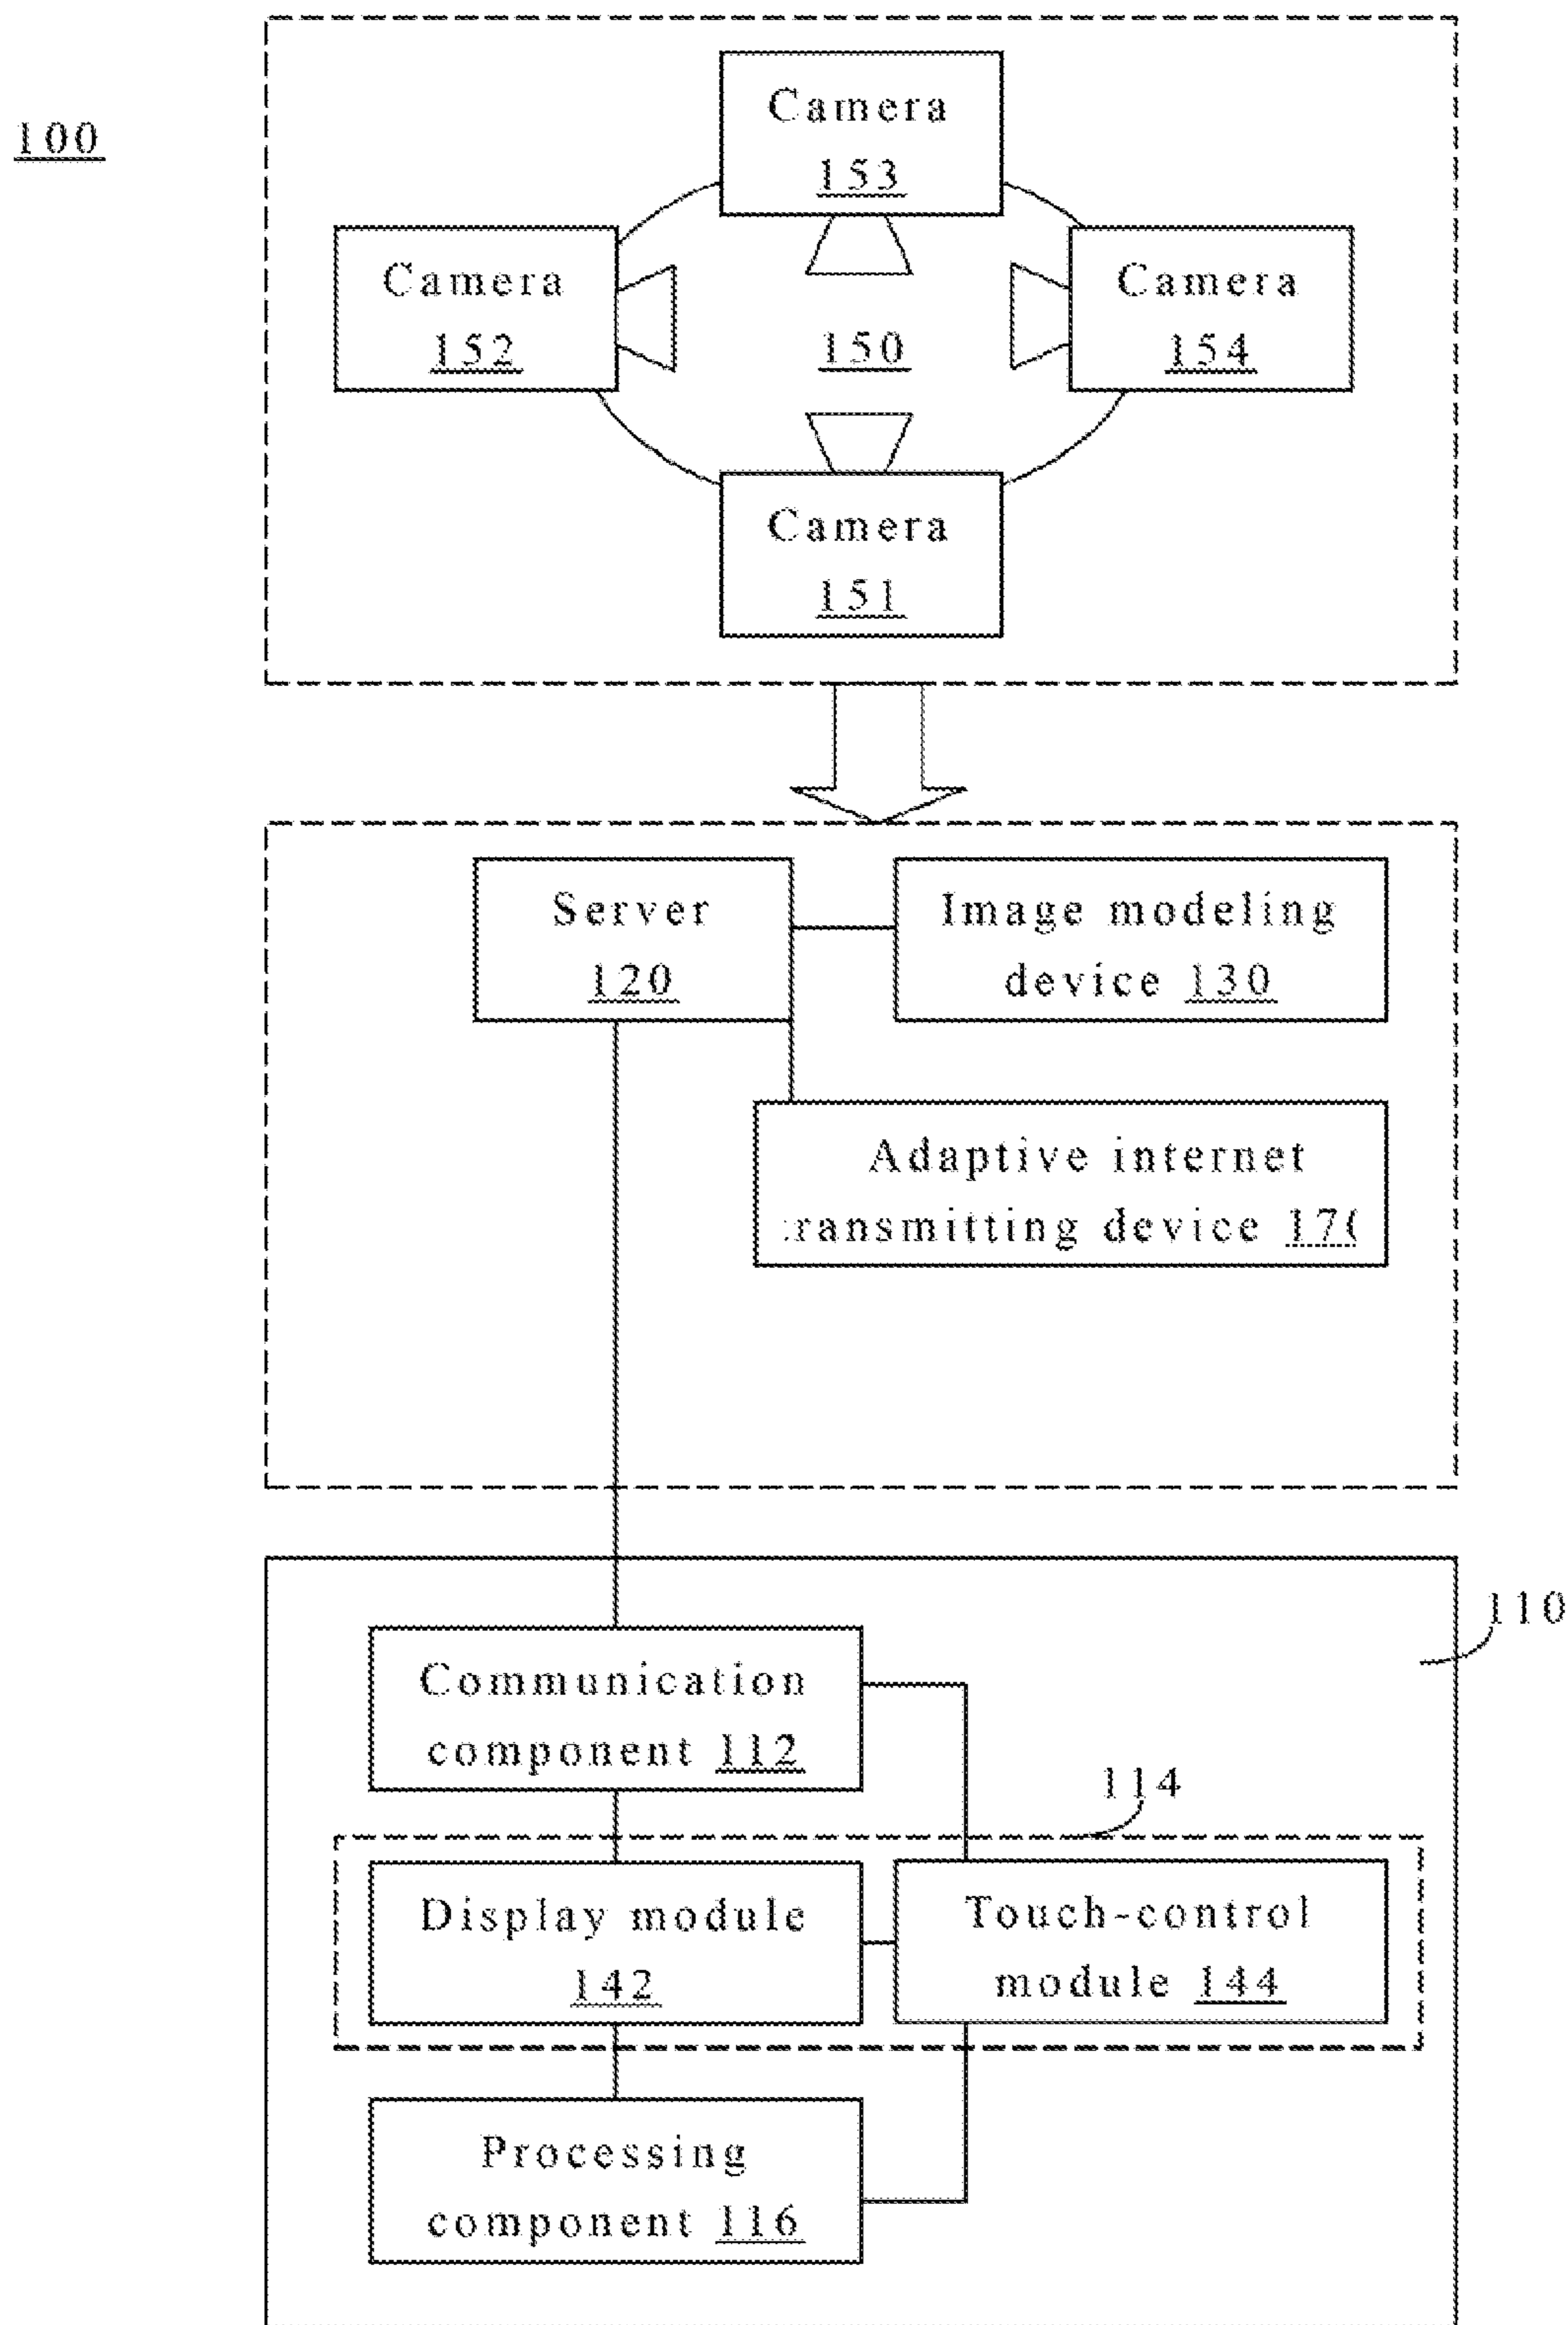 100
Camera
153
Camera
152
150
Camera
154
Camera
151
Server
120
Image modeling
device 130
Adaptive internet
ransmitting device 17
110
Communication
component 112
114
Display module
142
Touch-control
module 144
Processing
component 116